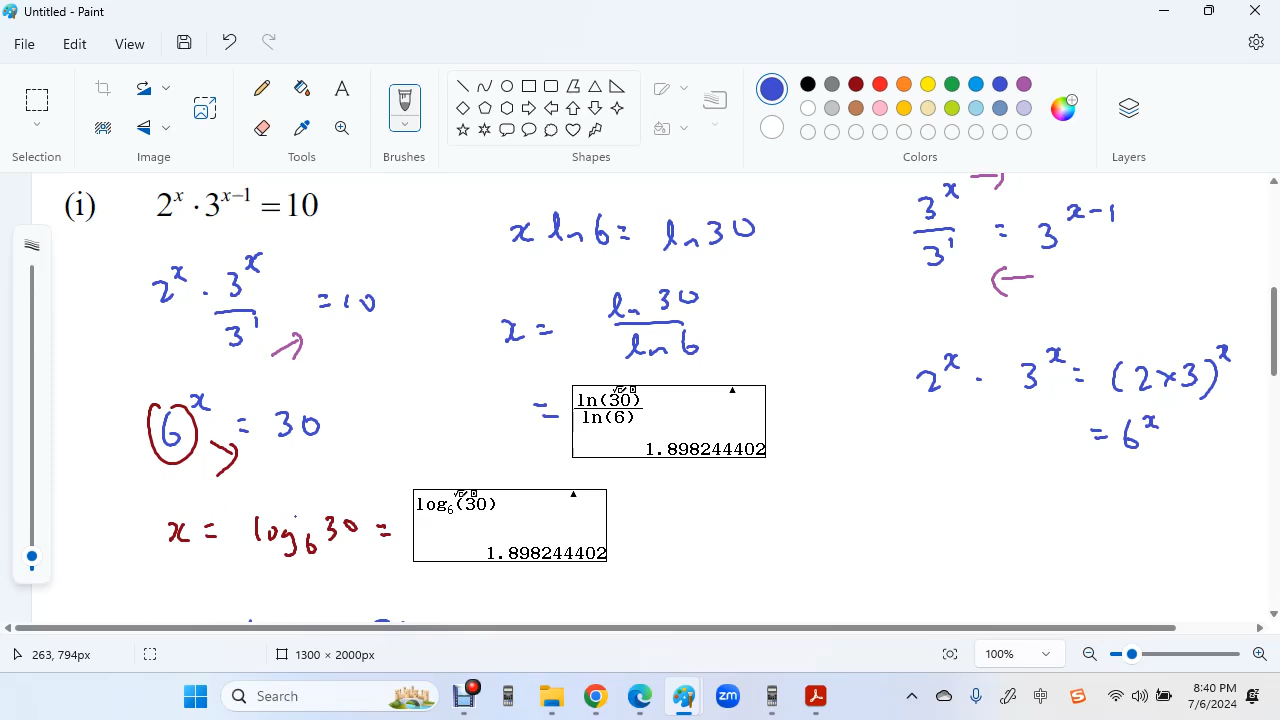 Untitled - Paint
File Edit View
Selection Image Tools Brushes Shapes Colors Layers
(i) 2^x · 3^(x−1) = 10
2^x · 3^x/3^1 = 10
6^x = 30
x = log_6 30 =
log_6(30)
1.898244402
x ln 6 = ln 30
x = ln 30/ln 6
=
ln(30)/ln(6)
1.898244402
3^x/3^1 = 3^(x−1)
2^x · 3^x = (2×3)^x
= 6^x
263, 794px
1300 × 2000px
100%
Search
zm
中
8:40 PM
7/6/2024